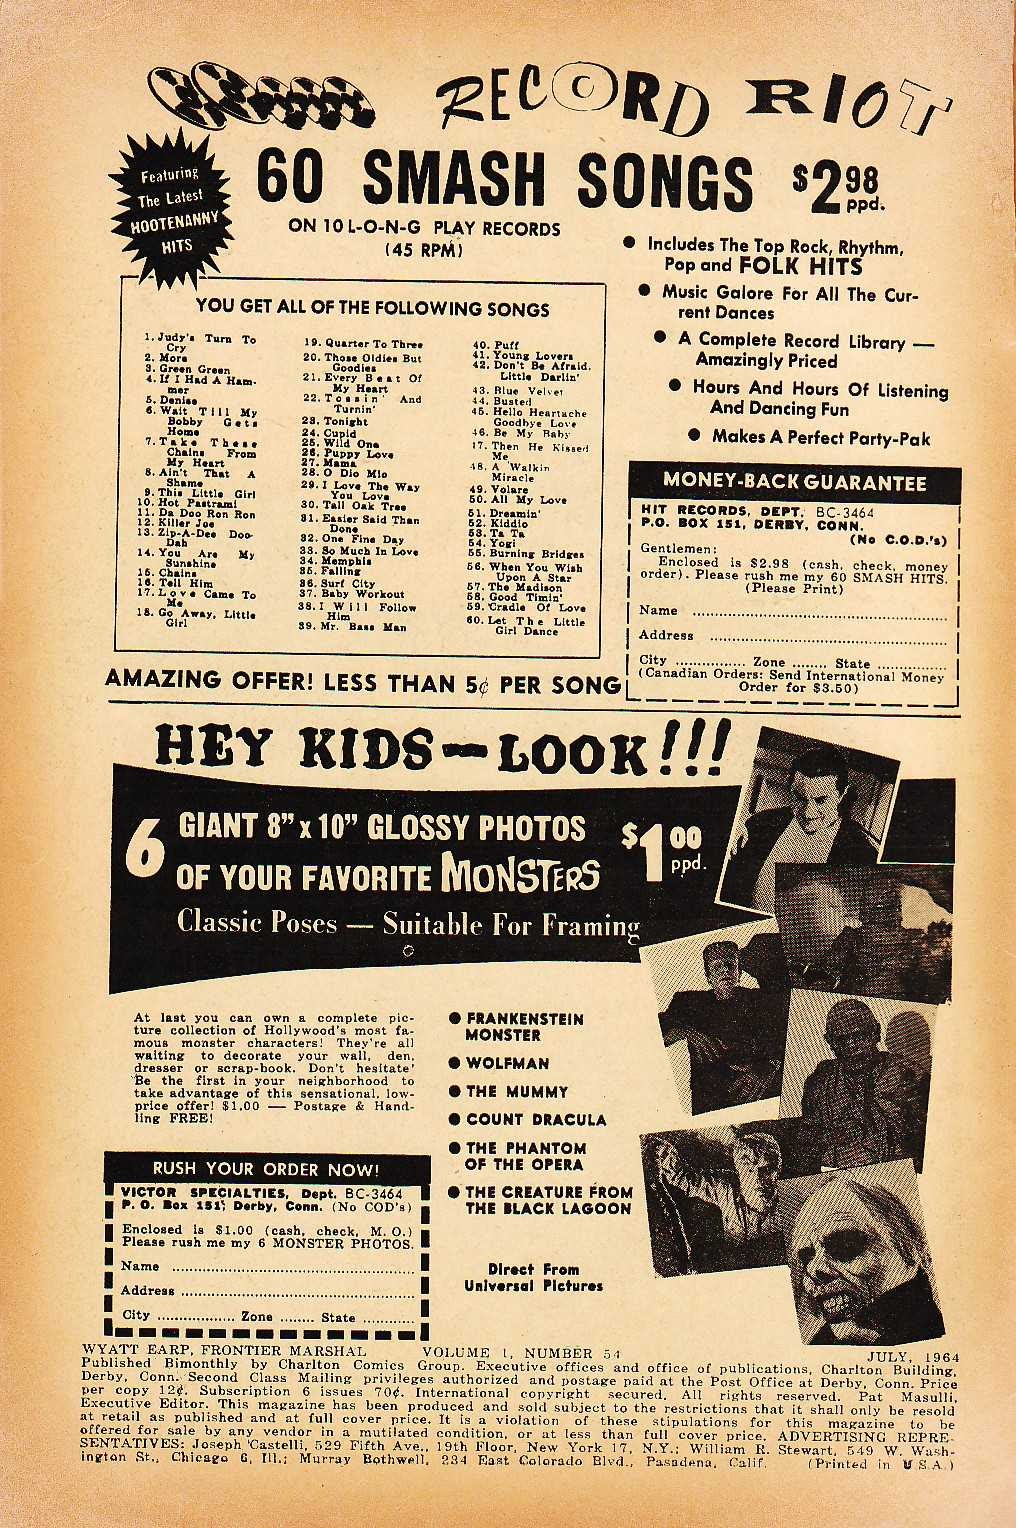 RECORD RIOT
Featuring
The Latest
HOOTENANNY
HITS
60 SMASH SONGS $2.98 ppd.
ON 10 L-O-N-G PLAY RECORDS
(45 RPM)
● Includes The Top Rock, Rhythm,
Pop and FOLK HITS
● Music Galore For All The Cur-
rent Dances
● A Complete Record Library —
Amazingly Priced
● Hours And Hours Of Listening
And Dancing Fun
● Makes A Perfect Party-Pak
YOU GET ALL OF THE FOLLOWING SONGS
1. Judy's Turn To
Cry
2. More
3. Green Green
4. If I Had A Ham-
mer
5. Denise
6. Wait Till My
Bobby Gets
Home
7. Take These
Chains From
My Heart
8. Ain't That A
Shame
9. This Little Girl
10. Hot Pastrami
11. Da Doo Ron Ron
12. Killer Joe
13. Zip-A-Dee Doo-
Dah
14. You Are My
Sunshine
15. Chains
16. Tell Him
17. Love Came To
Me
18. Go Away, Little
Girl
19. Quarter To Three
20. Those Oldies But
Goodies
21. Every Beat Of
My Heart
22. Tossin' And
Turnin'
23. Tonight
24. Cupid
25. Wild One
26. Puppy Love
27. Mama
28. O Dio Mio
29. I Love The Way
You Love
30. Tall Oak Tree
31. Easier Said Than
Done
32. One Fine Day
33. So Much In Love
34. Memphis
35. Falling
36. Surf City
37. Baby Workout
38. I Will Follow
Him
39. Mr. Bass Man
40. Puff
41. Young Lovers
42. Don't Be Afraid,
Little Darlin'
43. Blue Velvet
44. Busted
45. Hello Heartache
Goodbye Love
46. Be My Baby
47. Then He Kissed
Me
48. A Walkin
Miracle
49. Volare
50. All My Love
51. Dreamin'
52. Kiddio
53. Ta Ta
54. Yogi
55. Burning Bridges
56. When You Wish
Upon A Star
57. The Madison
58. Good Timin'
59. Cradle Of Love
60. Let The Little
Girl Dance
MONEY-BACK GUARANTEE
HIT RECORDS, DEPT. BC-3464
P.O. BOX 151, DERBY, CONN.
(No C.O.D.'s)
Gentlemen:
Enclosed is $2.98 (cash, check, money
order). Please rush me my 60 SMASH HITS.
(Please Print)
Name
Address
City ........ Zone ........ State ........
(Canadian Orders: Send International Money
Order for $3.50)
AMAZING OFFER! LESS THAN 5¢ PER SONG
HEY KIDS—LOOK!!!
6 GIANT 8" x 10" GLOSSY PHOTOS
OF YOUR FAVORITE MONSTERS
$1.00 ppd.
Classic Poses — Suitable For Framing
At last you can own a complete pic-
ture collection of Hollywood's most fa-
mous monster characters! They're all
waiting to decorate your wall, den,
dresser or scrap-book. Don't hesitate'
Be the first in your neighborhood to
take advantage of this sensational, low-
price offer! $1.00 — Postage & Hand-
ling FREE!
● FRANKENSTEIN
MONSTER
● WOLFMAN
● THE MUMMY
● COUNT DRACULA
● THE PHANTOM
OF THE OPERA
● THE CREATURE FROM
THE BLACK LAGOON
Direct From
Universal Pictures
RUSH YOUR ORDER NOW!
VICTOR SPECIALTIES, Dept. BC-3464
P. O. Box 151, Derby, Conn. (No COD's)
Enclosed is $1.00 (cash, check, M. O.)
Please rush me my 6 MONSTER PHOTOS.
Name
Address
City ........ Zone ........ State ........
WYATT EARP, FRONTIER MARSHAL VOLUME 1, NUMBER 54 JULY, 1964
Published Bimonthly by Charlton Comics Group. Executive offices and office of publications, Charlton Building,
Derby, Conn. Second Class Mailing privileges authorized and postage paid at the Post Office at Derby, Conn. Price
per copy 12¢. Subscription 6 issues 70¢. International copyright secured. All rights reserved. Pat Masulli,
Executive Editor. This magazine has been produced and sold subject to the restrictions that it shall only be resold
at retail as published and at full cover price. It is a violation of these stipulations for this magazine to be
offered for sale by any vendor in a mutilated condition, or at less than full cover price. ADVERTISING REPRE-
SENTATIVES: Joseph Castelli, 529 Fifth Ave., 19th Floor, New York 17, N.Y.; William R. Stewart, 549 W. Wash-
ington St., Chicago 6, Ill.; Murray Bothwell, 234 East Colorado Blvd., Pasadena, Calif. (Printed in U.S.A.)